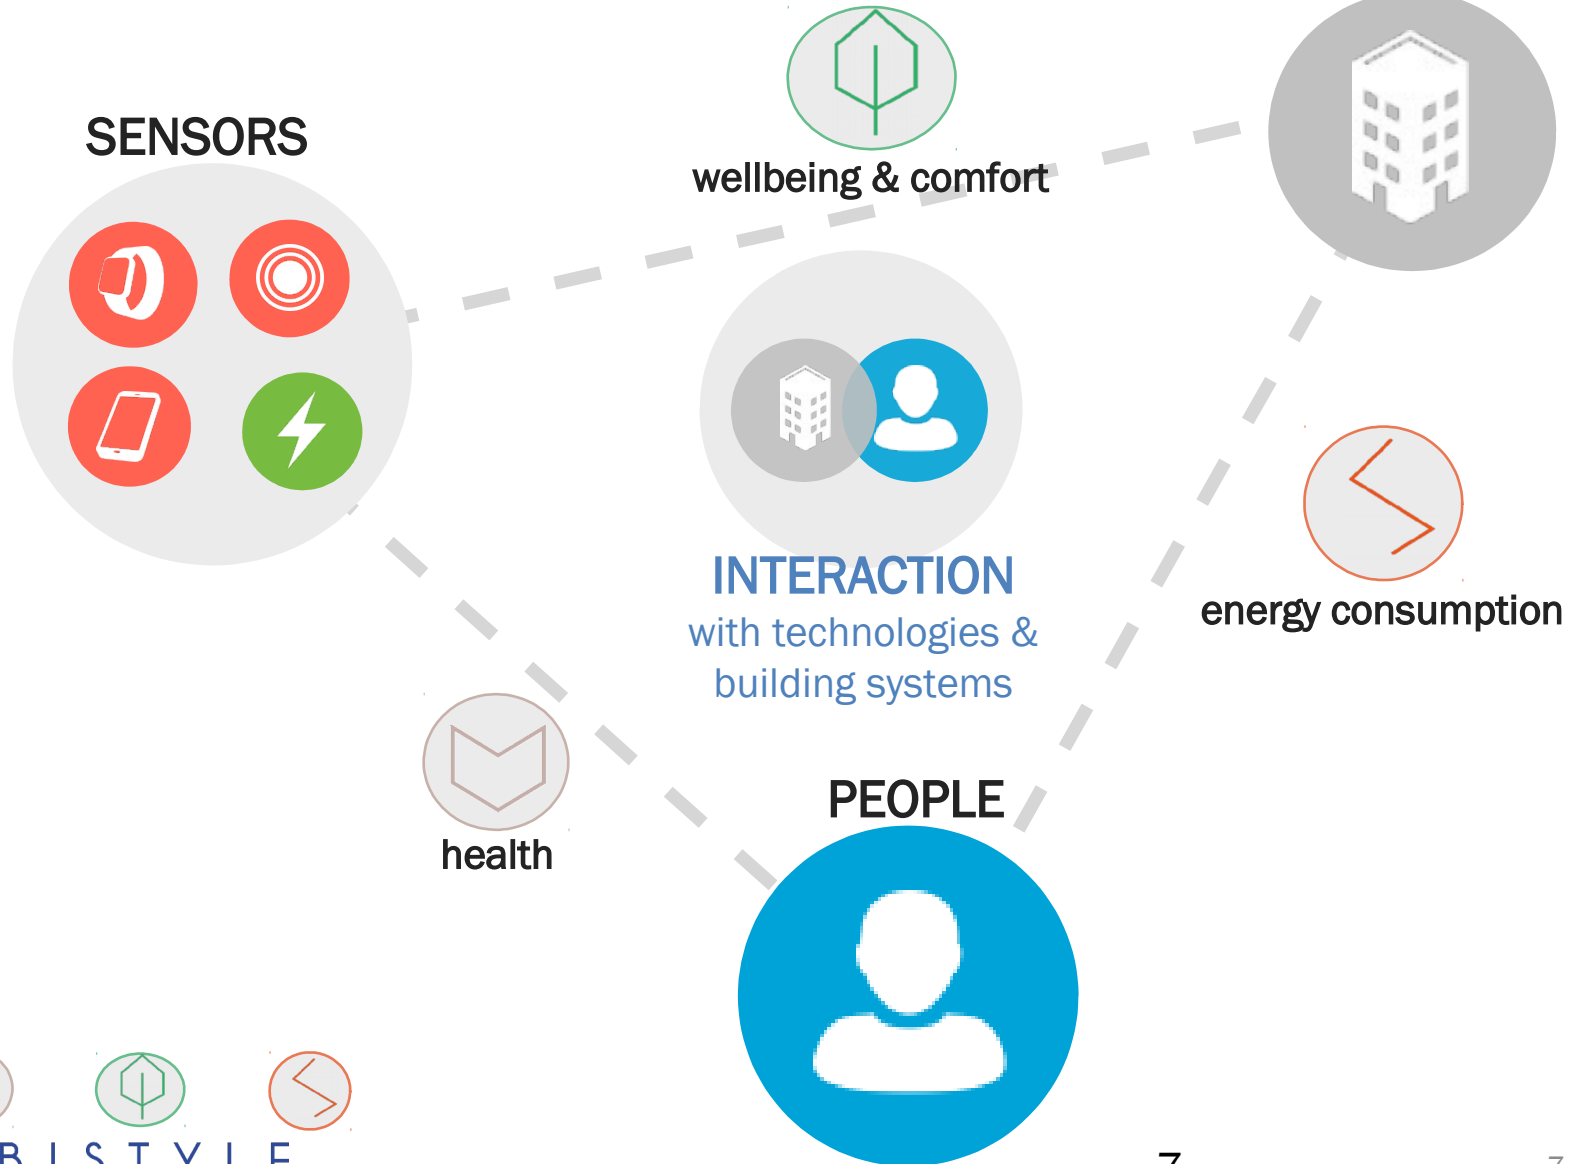 SENSORS
wellbeing & comfort
INTERACTION
with technologies &
building systems
energy consumption
health
PEOPLE